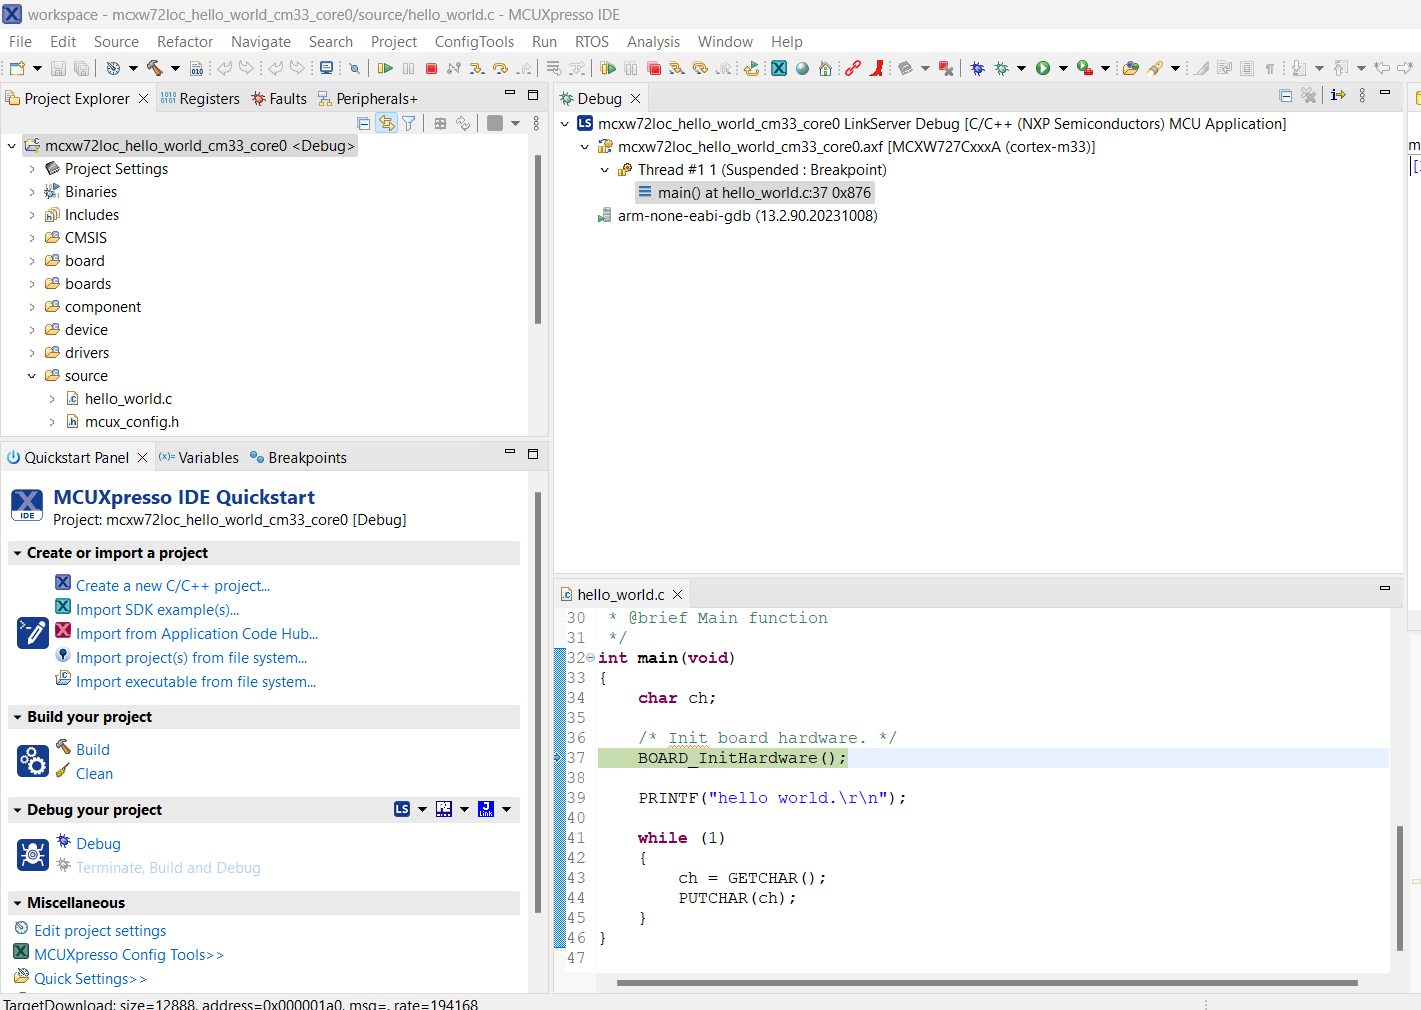 workspace - mcxw72loc_hello_world_cm33_core0/source/hello_world.c - MCUXpresso IDE
File Edit Source Refactor Navigate Search Project ConfigTools Run RTOS Analysis Window Help
Project Explorer Registers Faults Peripherals+
mcxw72loc_hello_world_cm33_core0 <Debug>
Project Settings
Binaries
Includes
CMSIS
board
boards
component
device
drivers
source
hello_world.c
mcux_config.h
Debug
LS mcxw72loc_hello_world_cm33_core0 LinkServer Debug [C/C++ (NXP Semiconductors) MCU Application]
mcxw72loc_hello_world_cm33_core0.axf [MCXW727CxxxA (cortex-m33)]
Thread #1 1 (Suspended : Breakpoint)
main() at hello_world.c:37 0x876
arm-none-eabi-gdb (13.2.90.20231008)
Quickstart Panel (x)= Variables Breakpoints
MCUXpresso IDE Quickstart
IDE
Project: mcxw72loc_hello_world_cm33_core0 [Debug]
Create or import a project
Create a new C/C++ project...
Import SDK example(s)...
Import from Application Code Hub...
Import project(s) from file system...
Import executable from file system...
Build your project
Build
Clean
Debug your project LS
Debug
Terminate, Build and Debug
Miscellaneous
Edit project settings
MCUXpresso Config Tools>>
Quick Settings>>
hello_world.c
30 * @brief Main function
31 */
32 int main(void)
33 {
34 char ch;
35
36 /* Init board hardware. */
37 BOARD_InitHardware();
38
39 PRINTF("hello world.\r\n");
40
41 while (1)
42 {
43 ch = GETCHAR();
44 PUTCHAR(ch);
45 }
46 }
47
TargetDownload: size=12888, address=0x000001a0, msg=, rate=194168